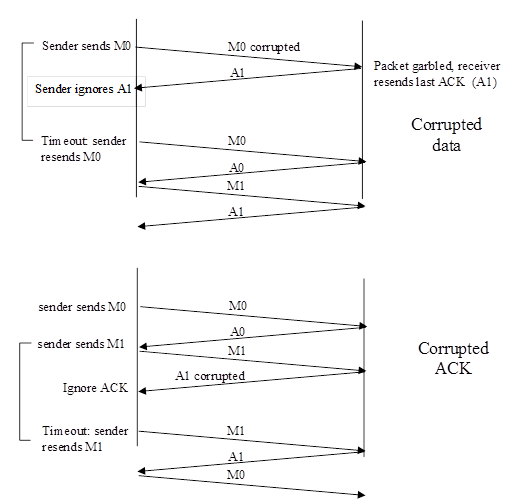 Sender sends M0
M0 corrupted
Packet garbled, receiver
resends last ACK (A1)
A1
Sender ignores A1
Corrupted
data
Timeout: sender
resends M0
M0
A0
M1
A1
sender sends M0
M0
A0
sender sends M1
M1
Corrupted
ACK
A1 corrupted
Ignore ACK
Timeout: sender
resends M1
M1
A1
M0